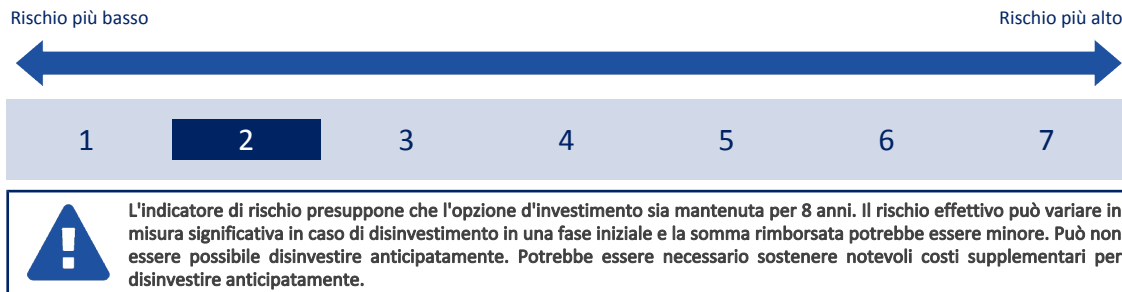 Rischio più basso Rischio più alto
1 2 3 4 5 6 7
L'indicatore di rischio presuppone che l'opzione d'investimento sia mantenuta per 8 anni. Il rischio effettivo può variare in
misura significativa in caso di disinvestimento in una fase iniziale e la somma rimborsata potrebbe essere minore. Può non
essere possibile disinvestire anticipatamente. Potrebbe essere necessario sostenere notevoli costi supplementari per
disinvestire anticipatamente.